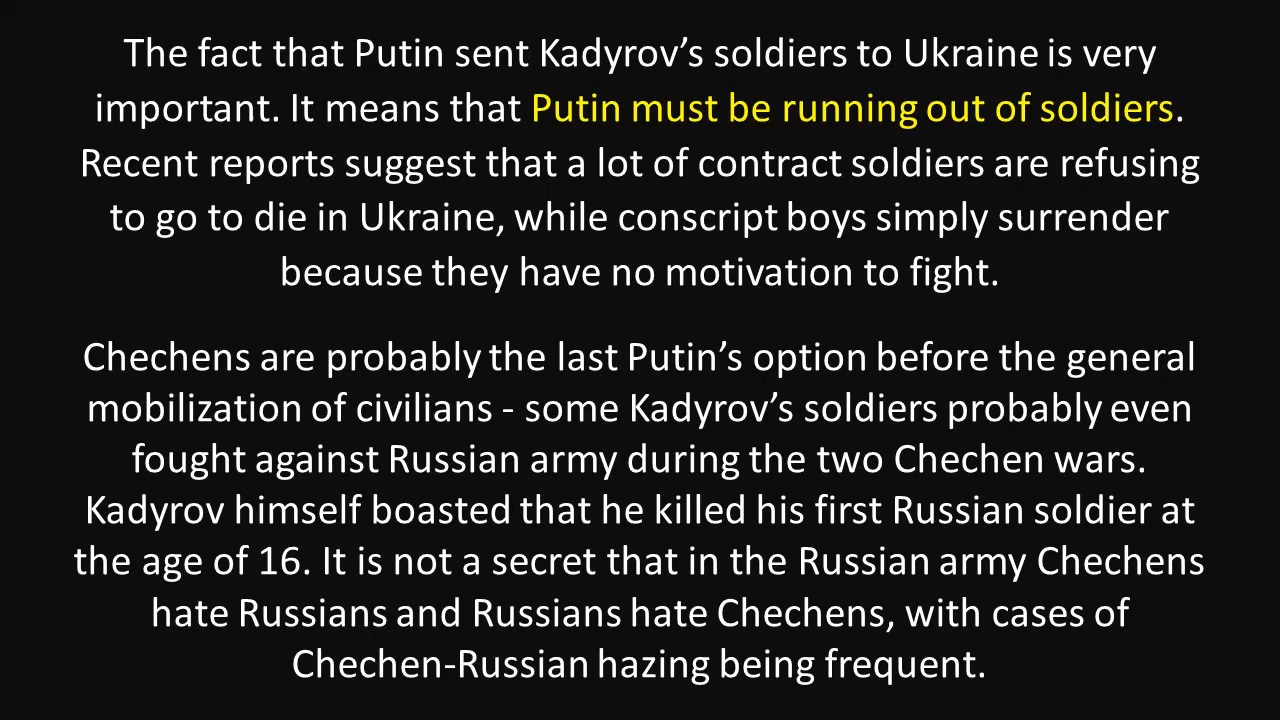 The fact that Putin sent Kadyrov’s soldiers to Ukraine is very
important. It means that Putin must be running out of soldiers.
Recent reports suggest that a lot of contract soldiers are refusing
to go to die in Ukraine, while conscript boys simply surrender
because they have no motivation to fight.
Chechens are probably the last Putin’s option before the general
mobilization of civilians - some Kadyrov’s soldiers probably even
fought against Russian army during the two Chechen wars.
Kadyrov himself boasted that he killed his first Russian soldier at
the age of 16. It is not a secret that in the Russian army Chechens
hate Russians and Russians hate Chechens, with cases of
Chechen-Russian hazing being frequent.